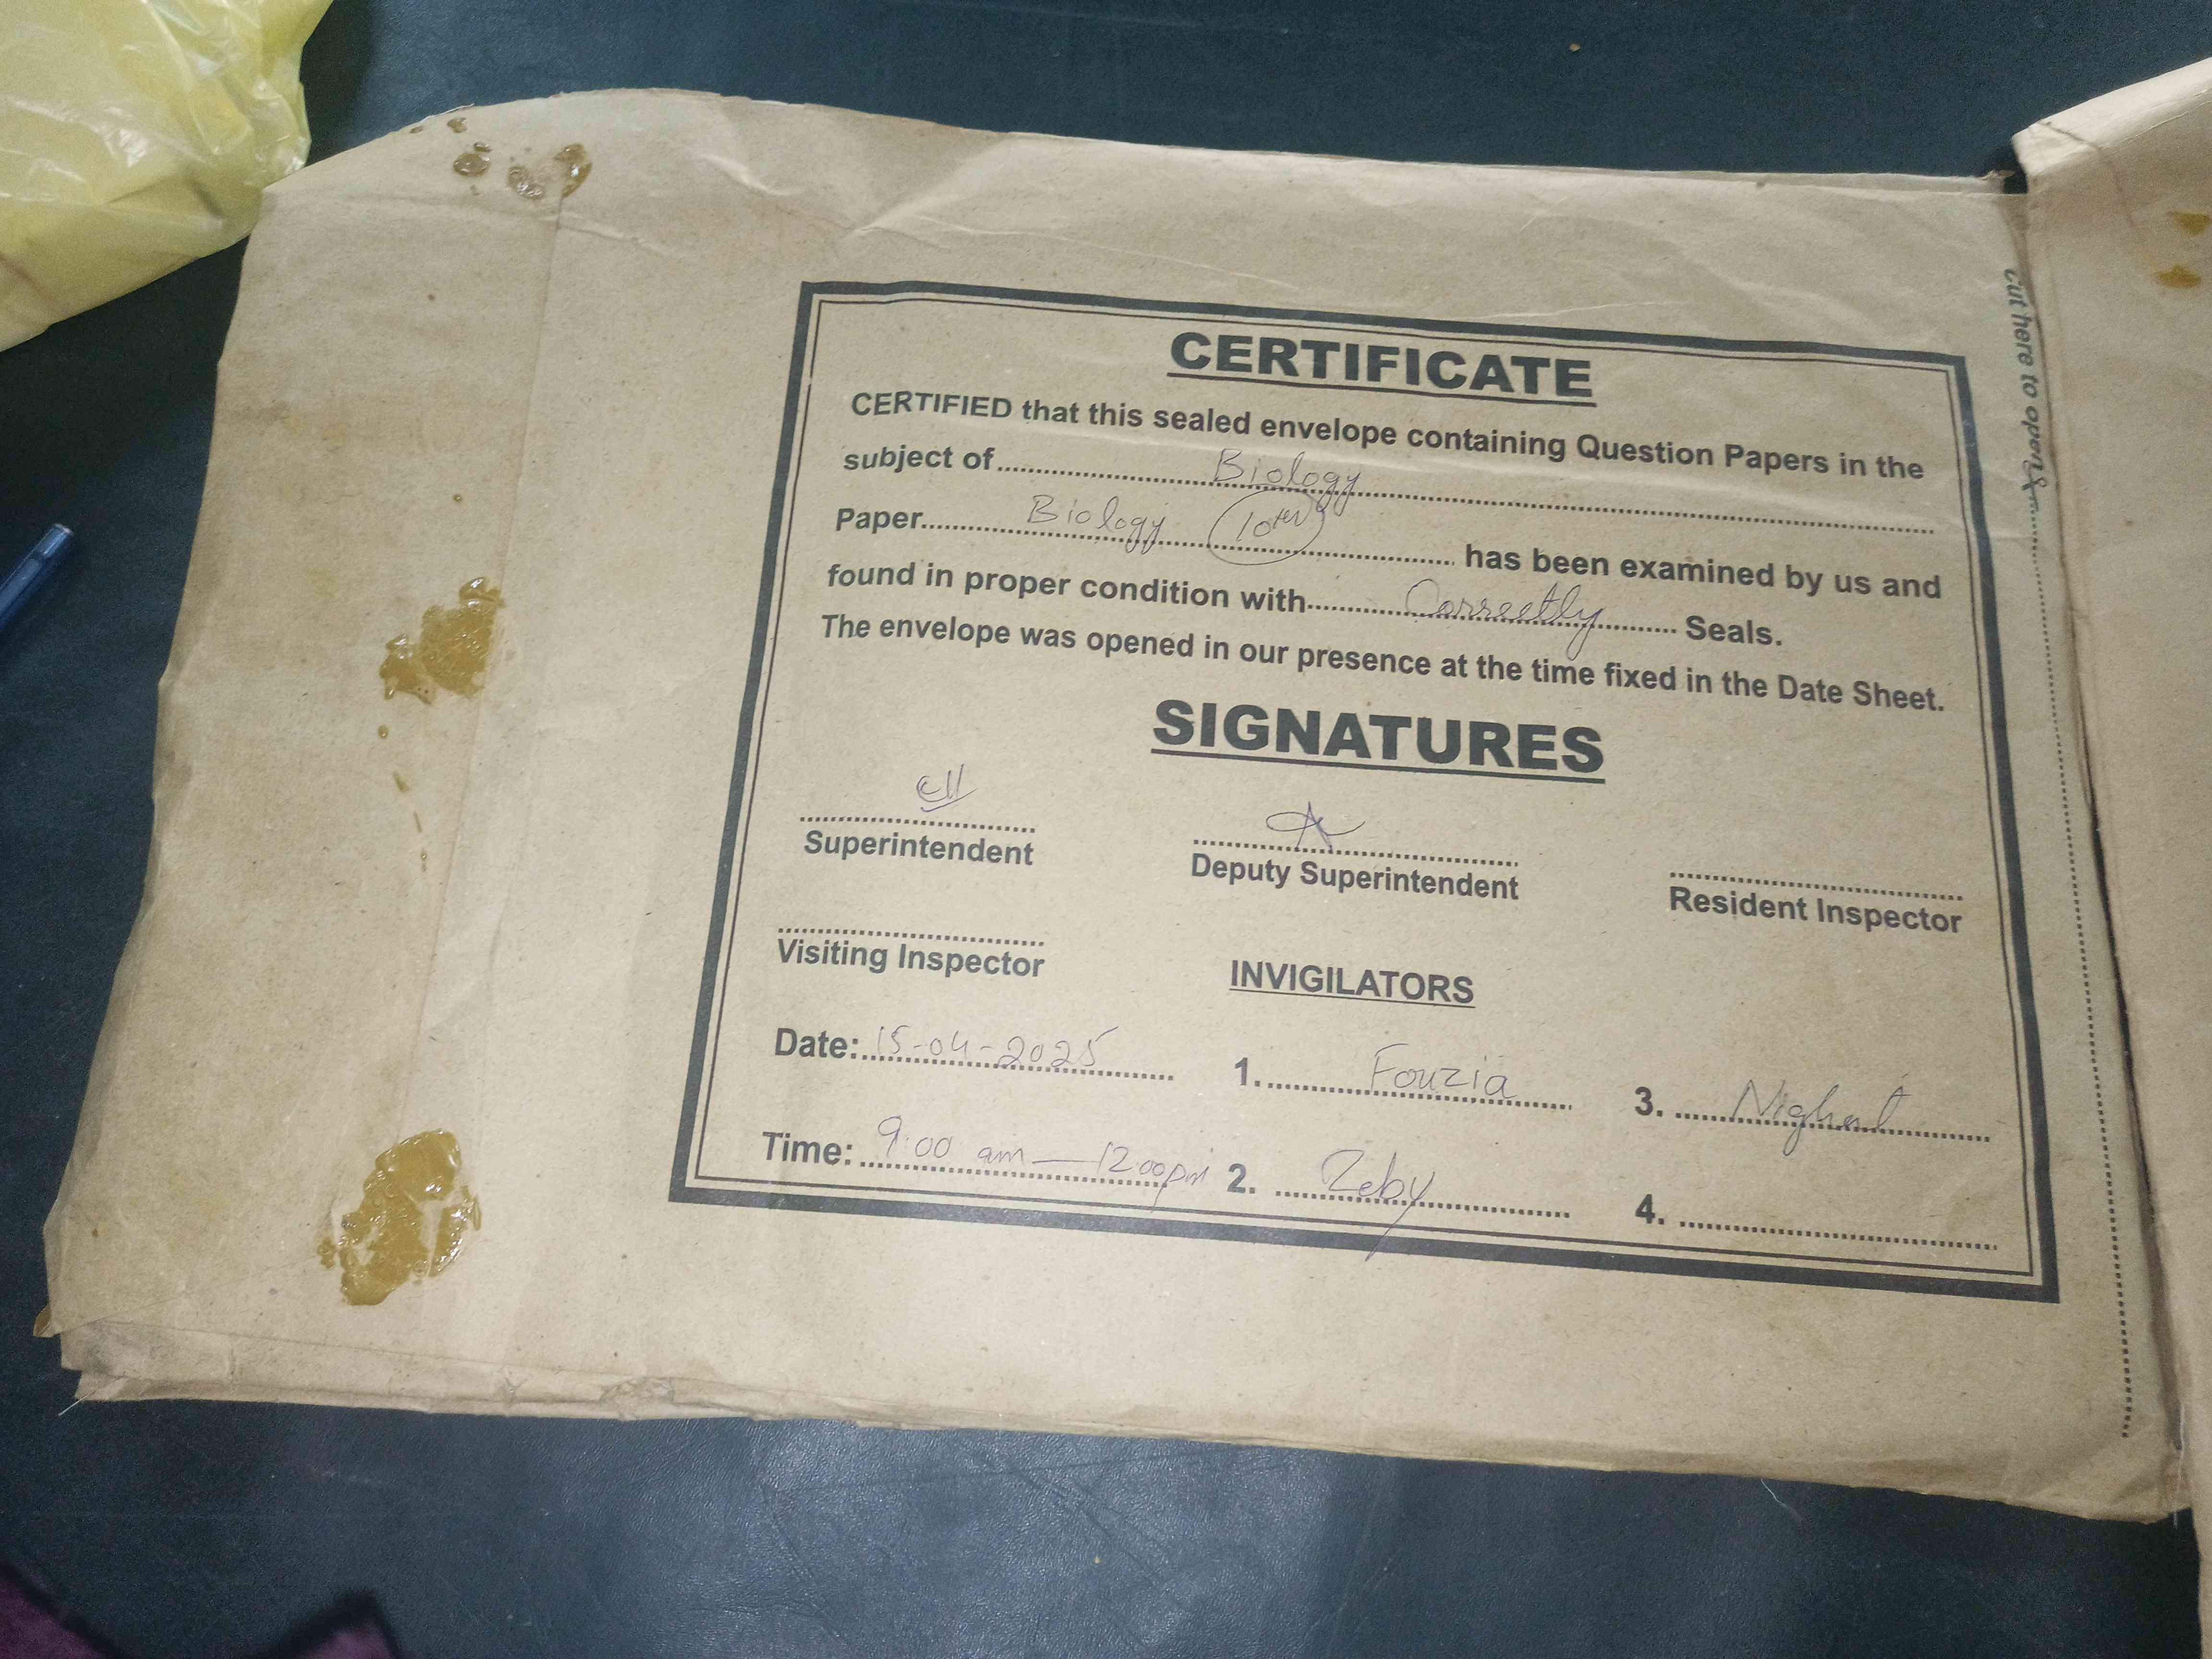 CERTIFICATE
CERTIFIED that this sealed envelope containing Question Papers in the
subject of Biology
Paper Biology 10th has been examined by us and
found in proper condition with Correctly Seals.
The envelope was opened in our presence at the time fixed in the Date Sheet.
SIGNATURES
Superintendent
Deputy Superintendent
Resident Inspector
Visiting Inspector
INVIGILATORS
Date: 15-04-2025
1. Fouzia
3. Nighat
Time: 9:00 am — 12:00pm
2. Zeby
4.
cut here to open